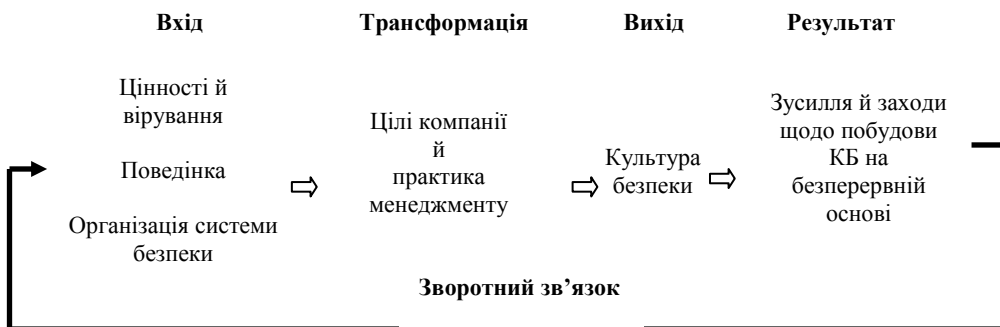 Вхід
Трансформація
Вихід
Результат
Цінності й
вірування
Поведінка
Організація системи
безпеки
Цілі компанії
й
практика
менеджменту
Культура
безпеки
Зусилля й заходи
щодо побудови
КБ на
безперервній
основі
Зворотний зв’язок